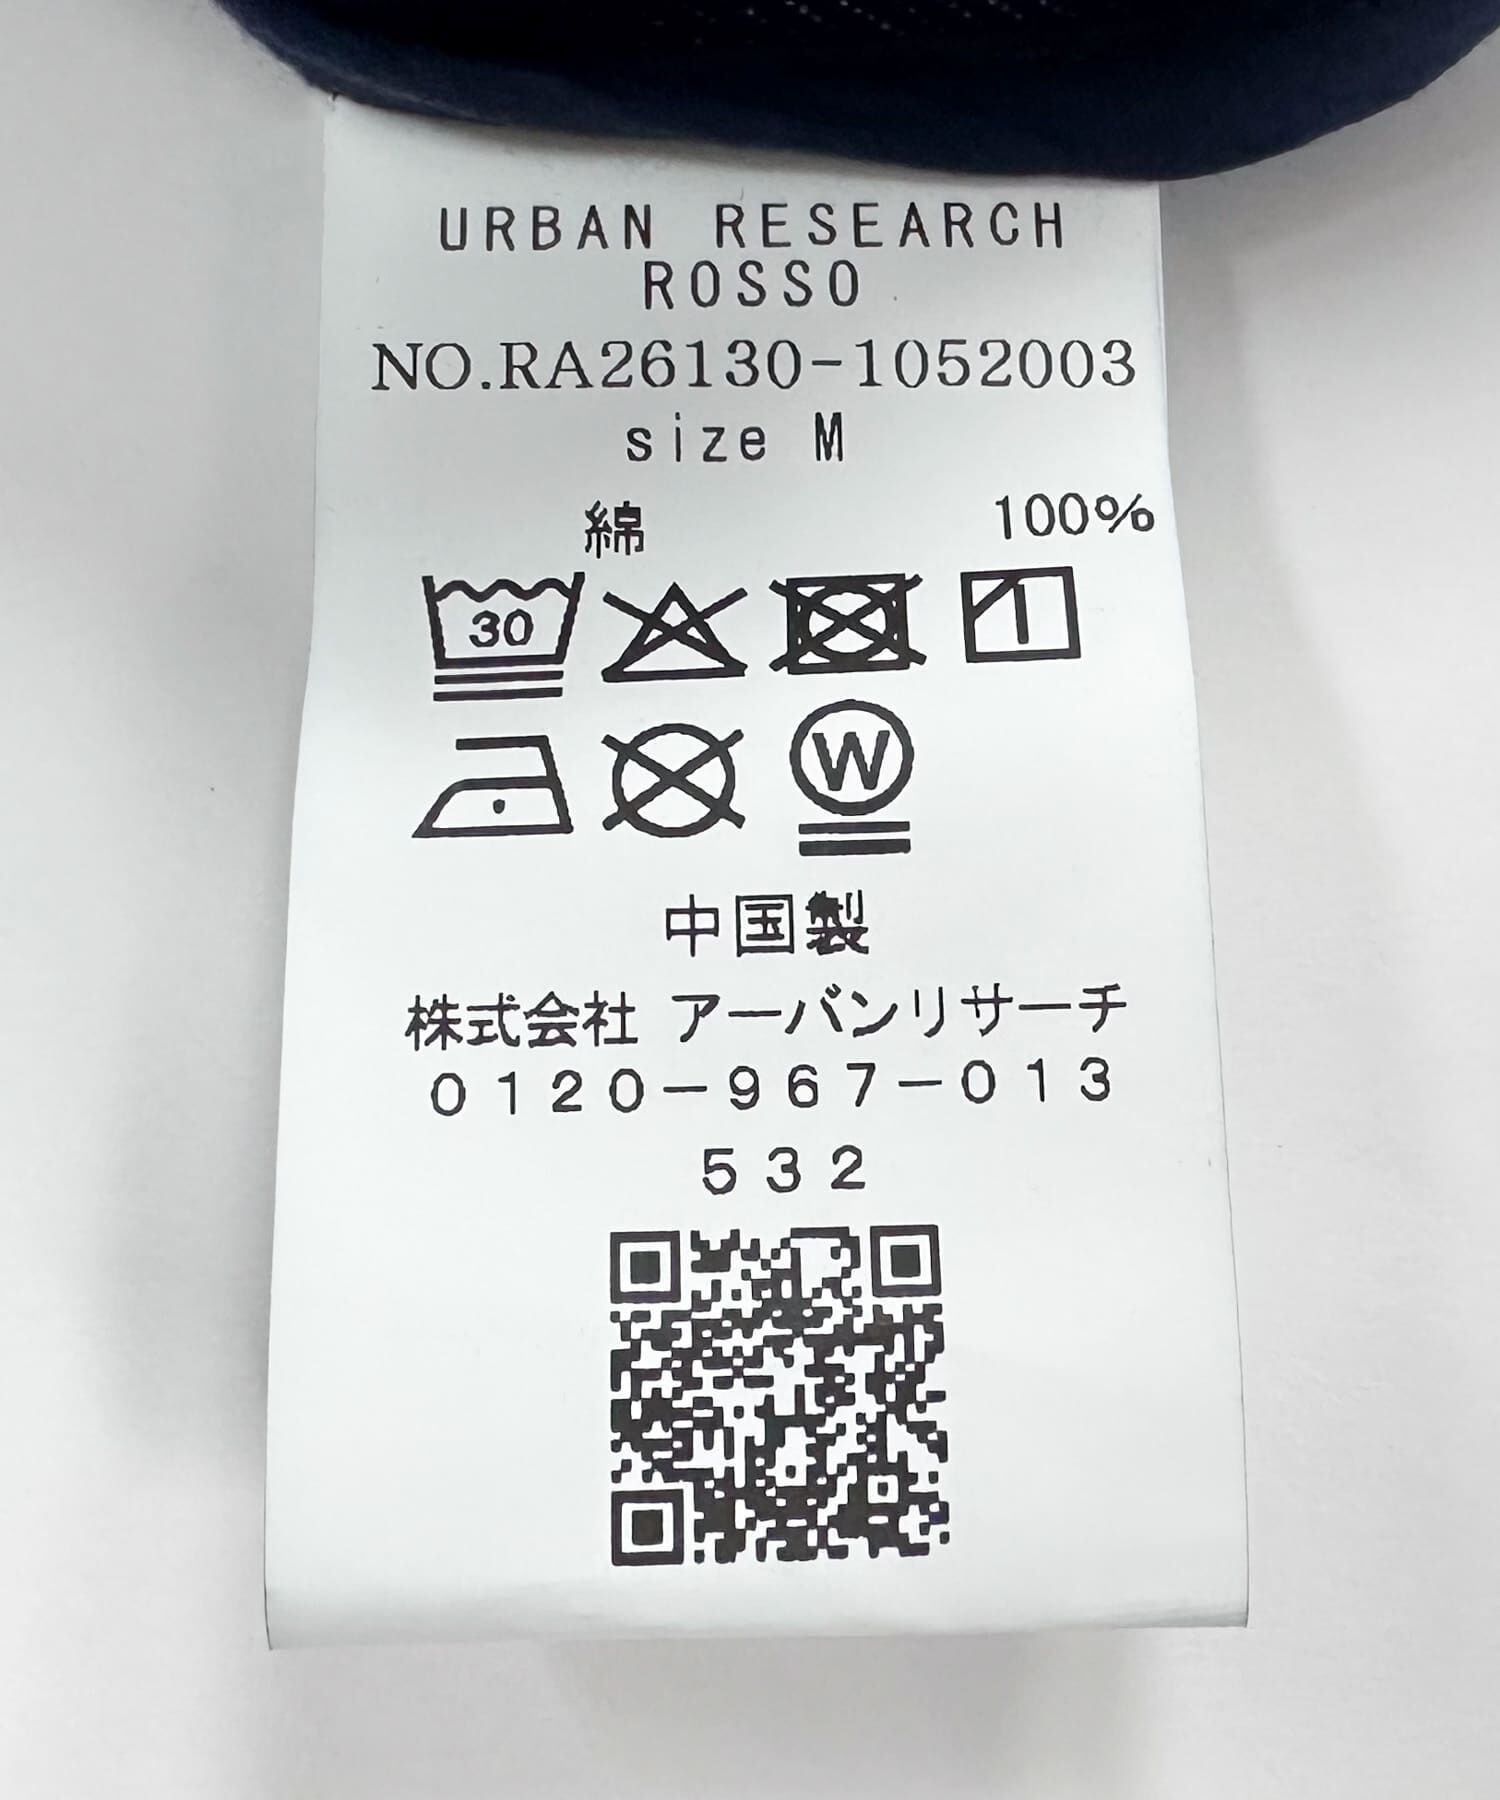 URBAN RESEARCH
ROSSO
NO.RA26130-1052003
size M
綿 100%
30
W
中国製
株式会社 アーバンリサーチ
0120-967-013
532